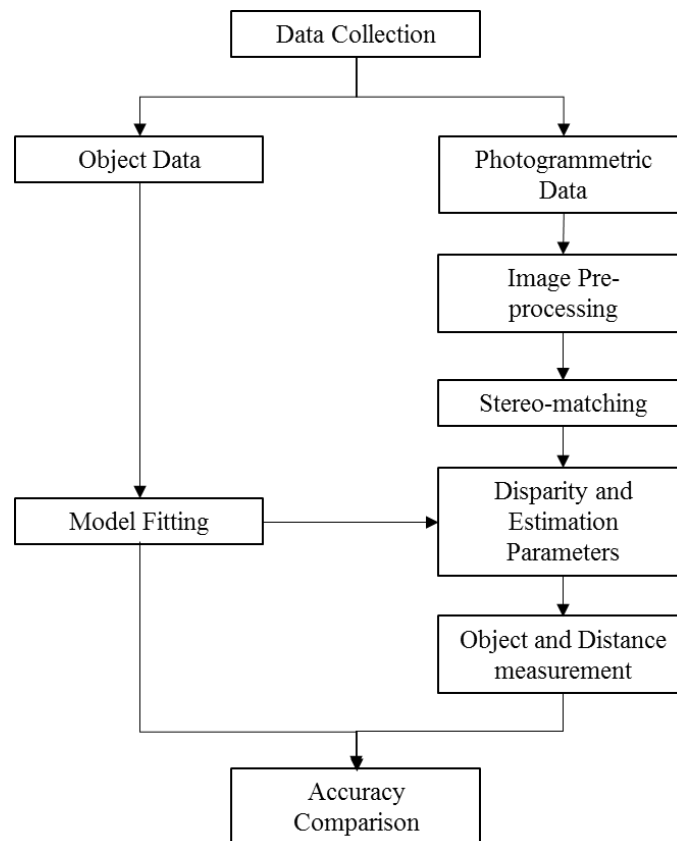 Data Collection
Object Data
Photogrammetric
Data
Image Pre-
processing
Stereo-matching
Model Fitting
Disparity and
Estimation
Parameters
Object and Distance
measurement
Accuracy
Comparison